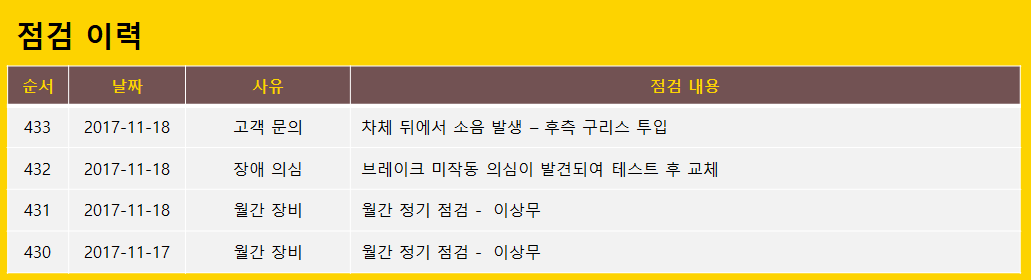 점검 이력
순서 날짜 사유 점검 내용
433 2017-11-18 고객 문의 차체 뒤에서 소음 발생 – 후측 구리스 투입
432 2017-11-18 장애 의심 브레이크 미작동 의심이 발견되여 테스트 후 교체
431 2017-11-18 월간 장비 월간 정기 점검 - 이상무
430 2017-11-17 월간 장비 월간 정기 점검 - 이상무